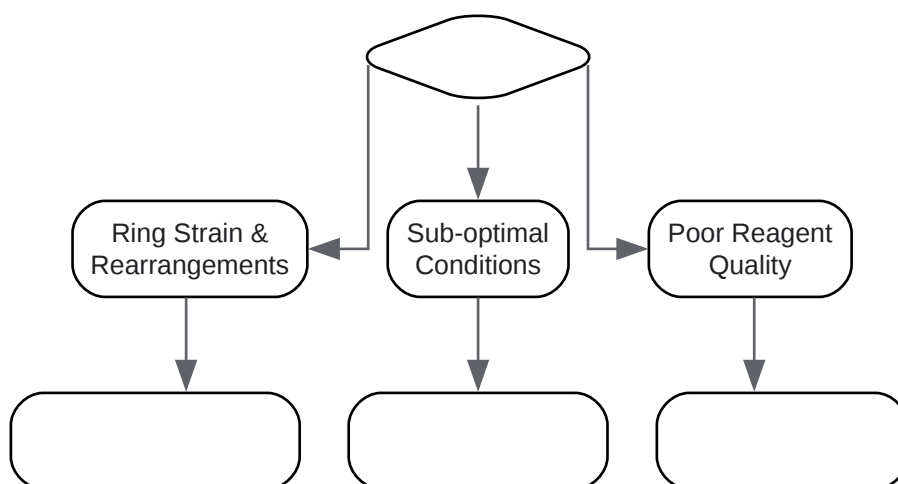 Ring Strain &
Rearrangements
Sub-optimal
Conditions
Poor Reagent
Quality